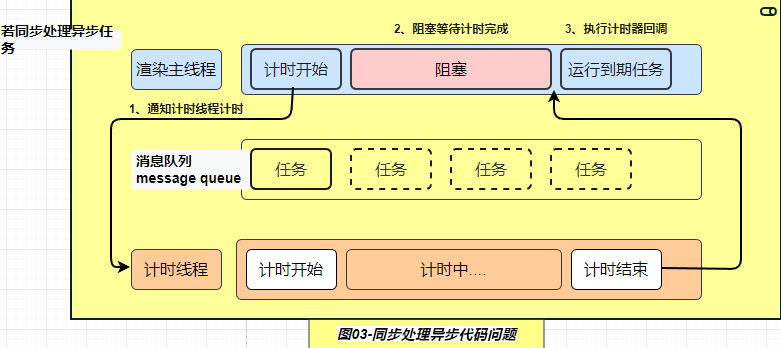 若同步处理异步任
务
2、阻塞等待计时完成
3、执行计时器回调
渲染主线程
计时开始
阻塞
运行到期任务
1、通知计时线程计时
消息队列
message queue
任务
任务
任务
任务
计时线程
计时开始
计时中....
计时结束
图03-同步处理异步代码问题